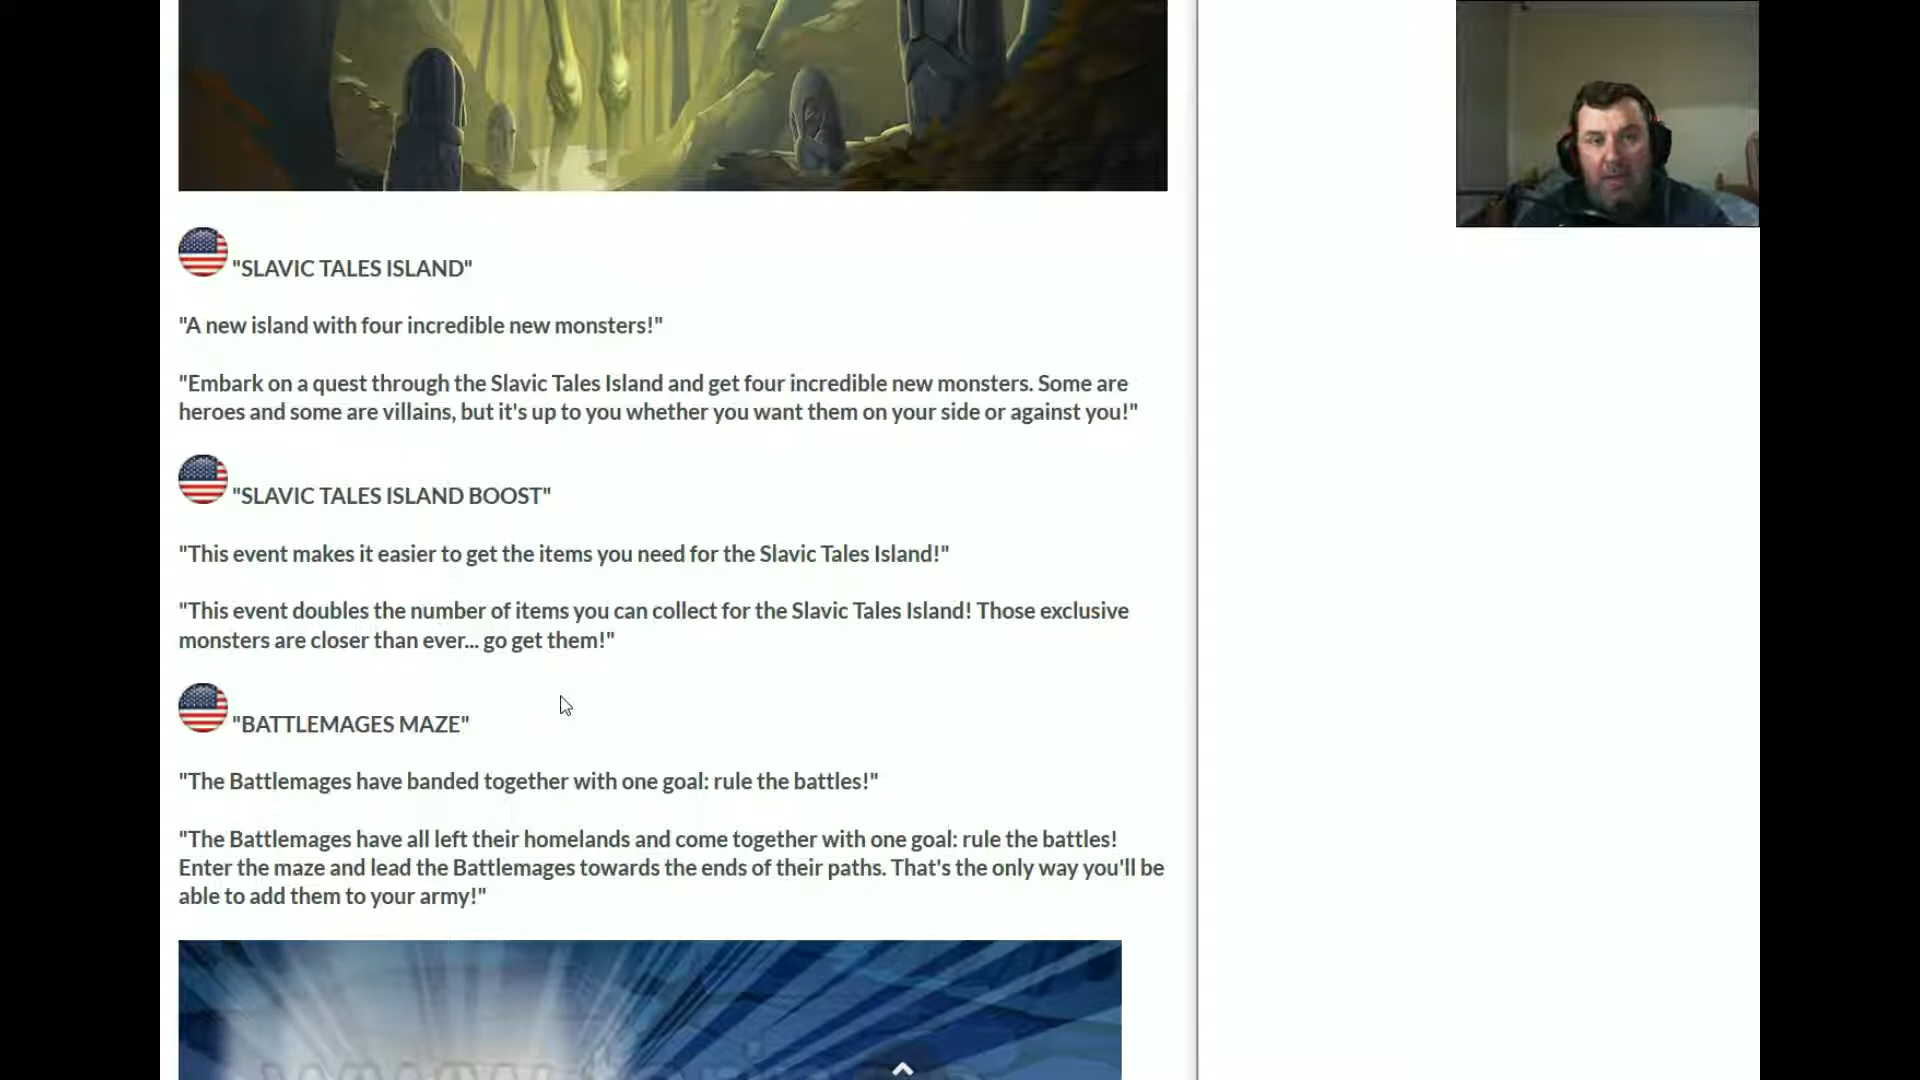 "SLAVIC TALES ISLAND"
"A new island with four incredible new monsters!"
"Embark on a quest through the Slavic Tales Island and get four incredible new monsters. Some are
heroes and some are villains, but it's up to you whether you want them on your side or against you!"
"SLAVIC TALES ISLAND BOOST"
"This event makes it easier to get the items you need for the Slavic Tales Island!"
"This event doubles the number of items you can collect for the Slavic Tales Island! Those exclusive
monsters are closer than ever... go get them!"
"BATTLEMAGES MAZE"
"The Battlemages have banded together with one goal: rule the battles!"
"The Battlemages have all left their homelands and come together with one goal: rule the battles!
Enter the maze and lead the Battlemages towards the ends of their paths. That's the only way you'll be
able to add them to your army!"